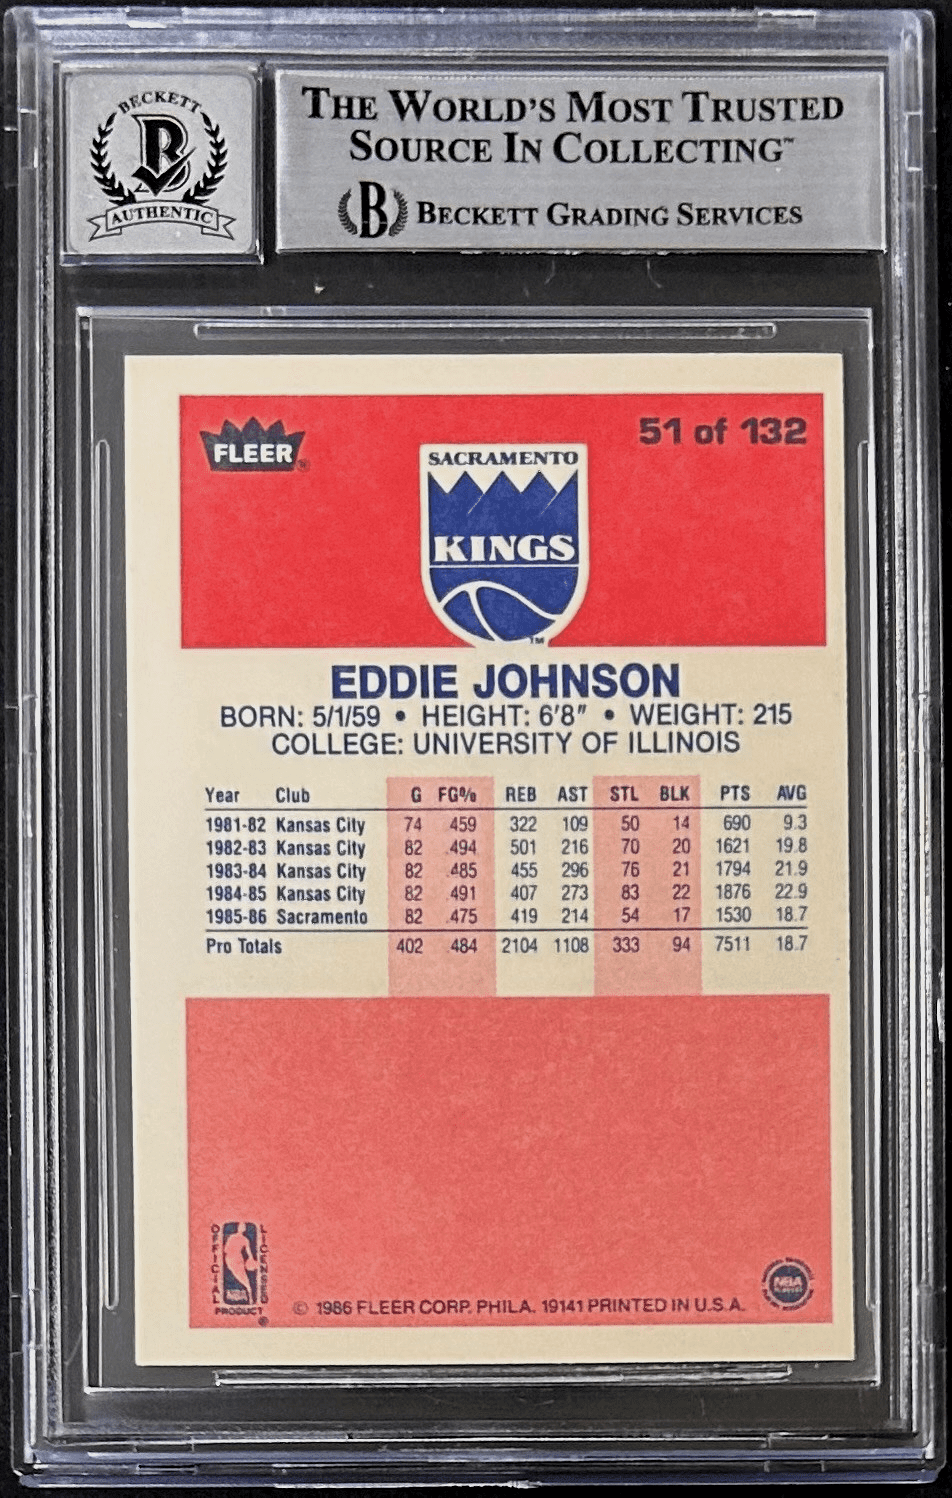 BECKETT
B
AUTHENTIC
THE WORLD'S MOST TRUSTED
SOURCE IN COLLECTING™
B BECKETT GRADING SERVICES
FLEER®
51 of 132
SACRAMENTO
KINGS
TM
EDDIE JOHNSON
BORN: 5/1/59 • HEIGHT: 6'8" • WEIGHT: 215
COLLEGE: UNIVERSITY OF ILLINOIS
Year Club G FG% REB AST STL BLK PTS AVG
1981-82 Kansas City 74 .459 322 109 50 14 690 9.3
1982-83 Kansas City 82 .494 501 216 70 20 1621 19.8
1983-84 Kansas City 82 .485 455 296 76 21 1794 21.9
1984-85 Kansas City 82 .491 407 273 83 22 1876 22.9
1985-86 Sacramento 82 .475 419 214 54 17 1530 18.7
Pro Totals 402 .484 2104 1108 333 94 7511 18.7
OFFICIAL
LICENSED
NBA
PRODUCT
®
© 1986 FLEER CORP. PHILA. 19141 PRINTED IN U.S.A.
NBA